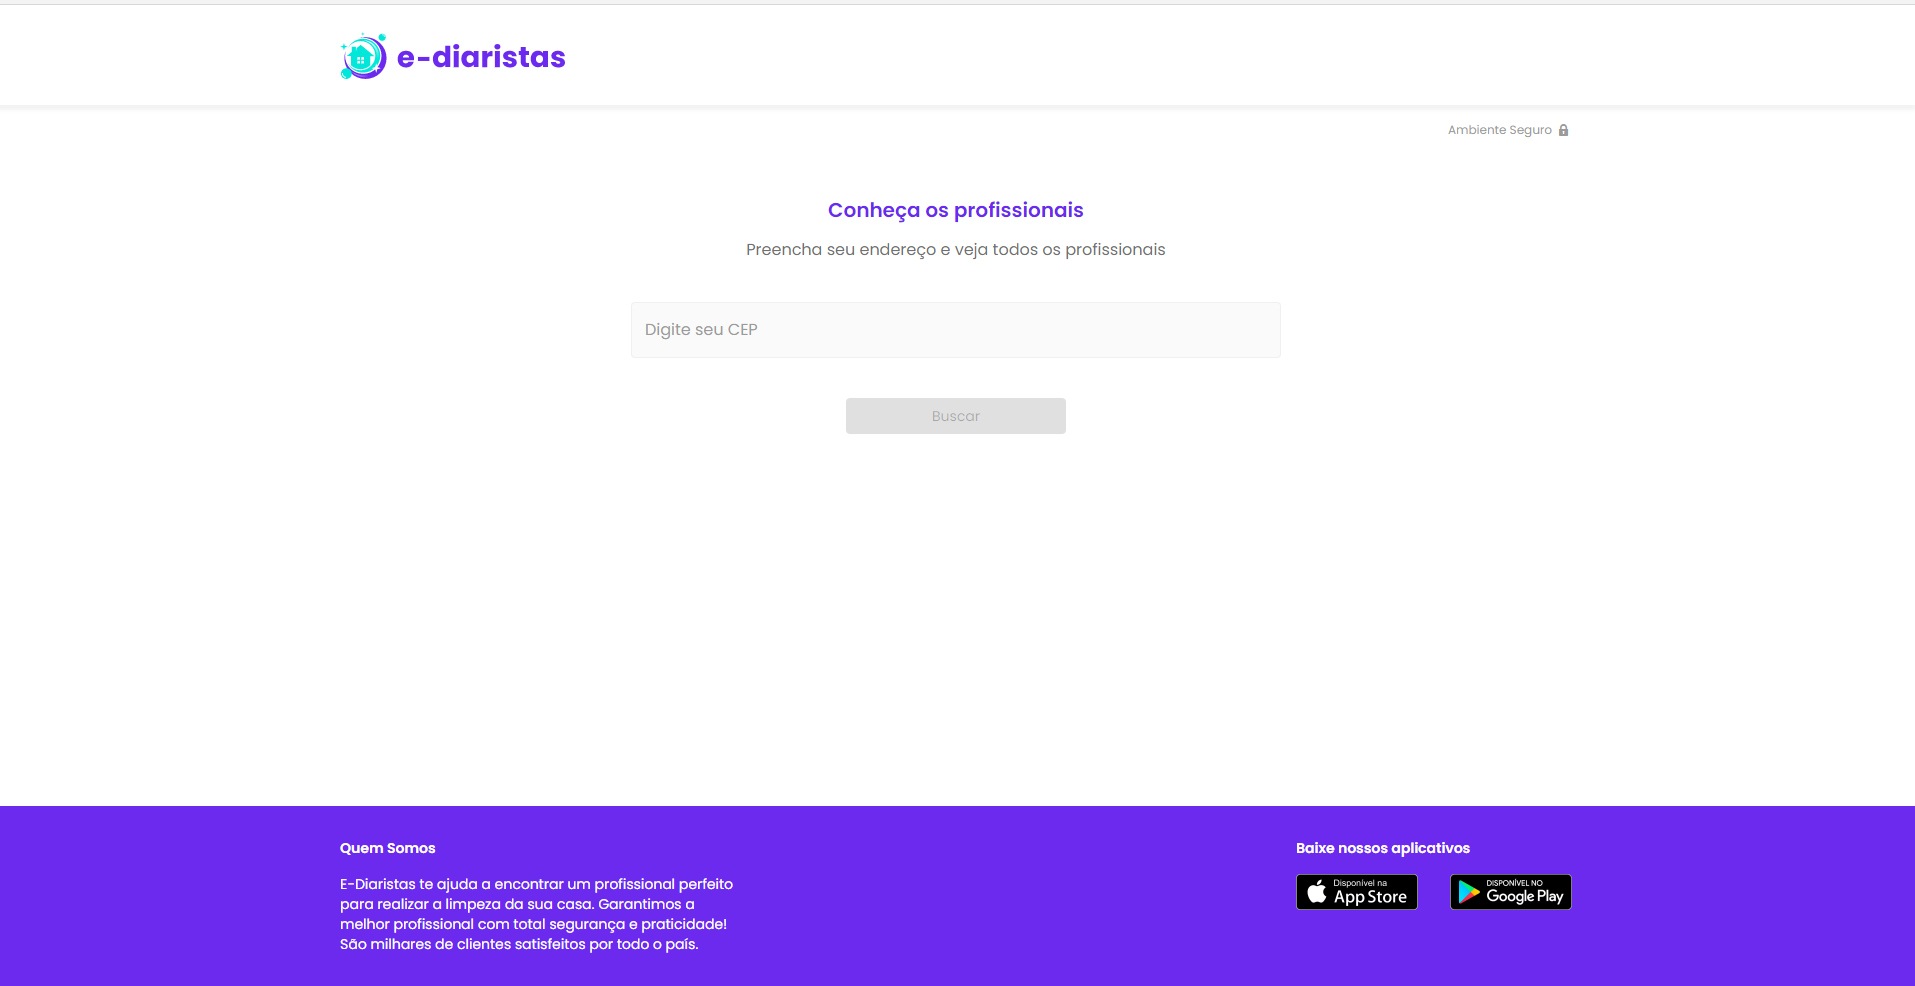 e-diaristas
Ambiente Seguro
Conheça os profissionais
Preencha seu endereço e veja todos os profissionais
Digite seu CEP
Buscar
Quem Somos
E-Diaristas te ajuda a encontrar um profissional perfeito
para realizar a limpeza da sua casa. Garantimos a
melhor profissional com total segurança e praticidade!
São milhares de clientes satisfeitos por todo o país.
Baixe nossos aplicativos
Disponível na
App Store
DISPONÍVEL NO
Google Play